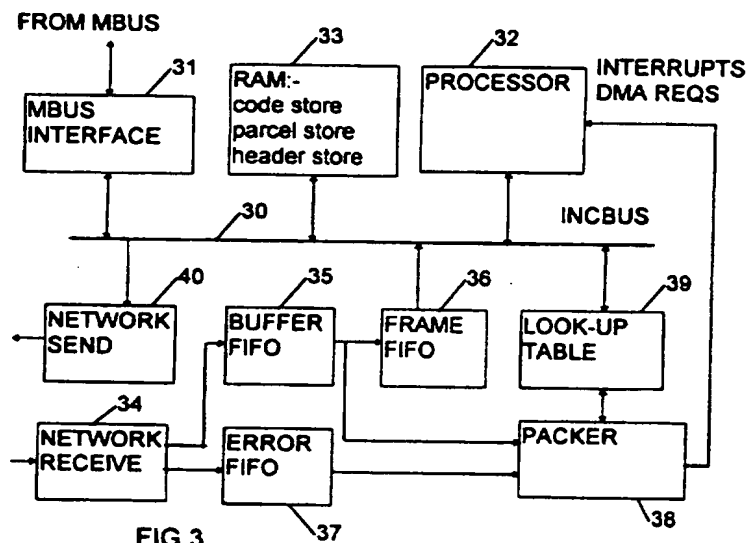 FROM MBUS
31
MBUS
INTERFACE
33
RAM:-
code store
parcel store
header store
32
PROCESSOR
INTERRUPTS
DMA REQS
30
INCBUS
40
NETWORK
SEND
35
BUFFER
FIFO
36
FRAME
FIFO
39
LOOK-UP
TABLE
34
NETWORK
RECEIVE
ERROR
FIFO
37
PACKER
38
FIG 3